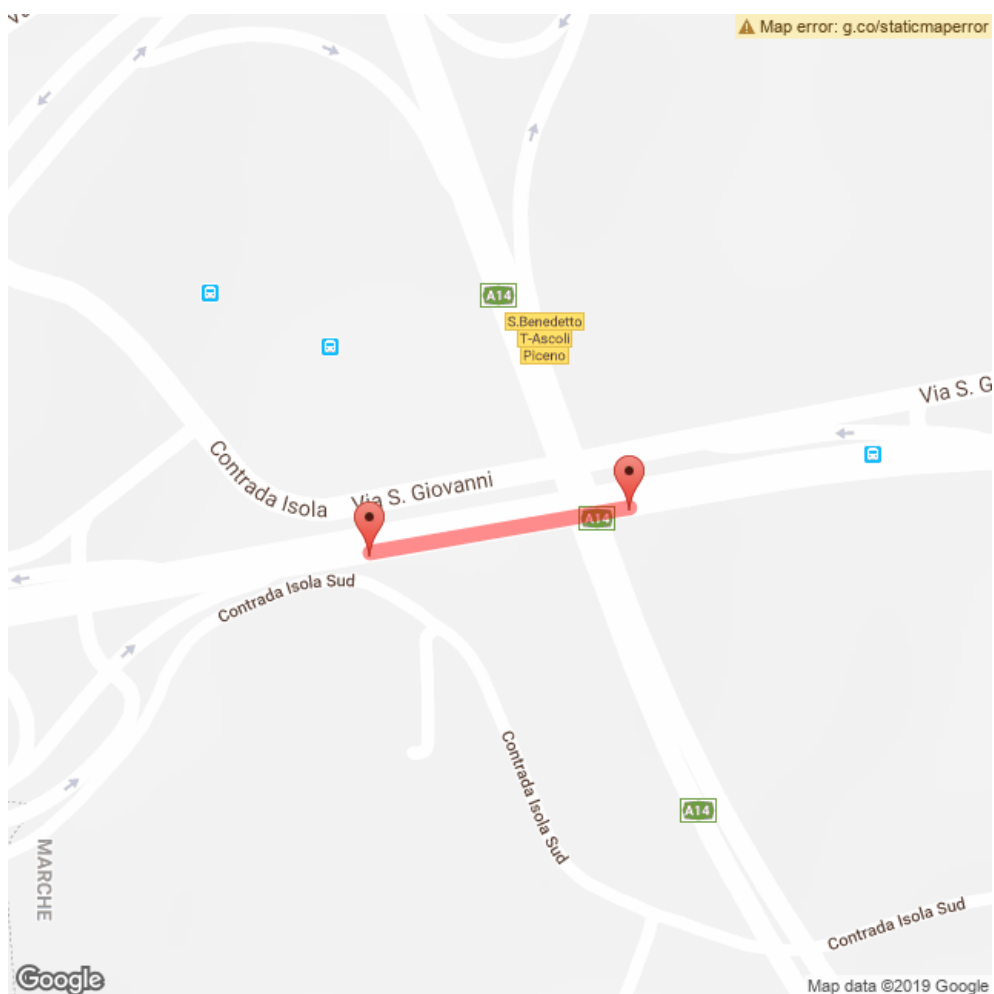 Map error: g.co/staticmaperror
A14
S.Benedetto
T-Ascoli
Piceno
Via S. G
Contrada Isola
Via S. Giovanni
A14
Contrada Isola Sud
Contrada Isola Sud
A14
MARCHE
Contrada Isola Sud
Google
Map data ©2019 Google